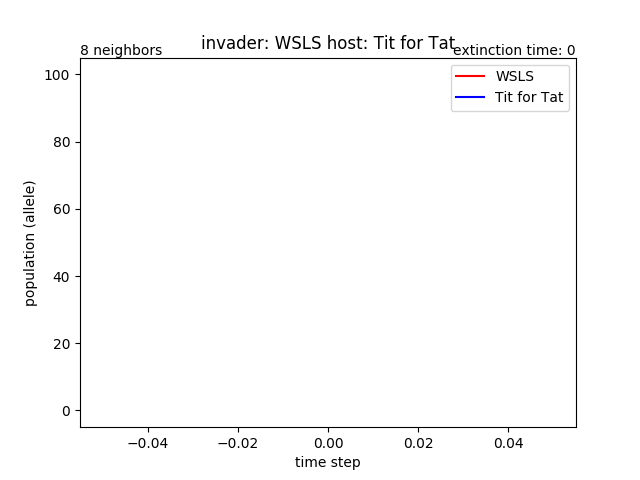 invader: WSLS host: Tit for Tat
8 neighbors
extinction time: 0
WSLS
Tit for Tat
100
80
60
40
20
0
population (allele)
−0.04
−0.02
0.00
0.02
0.04
time step